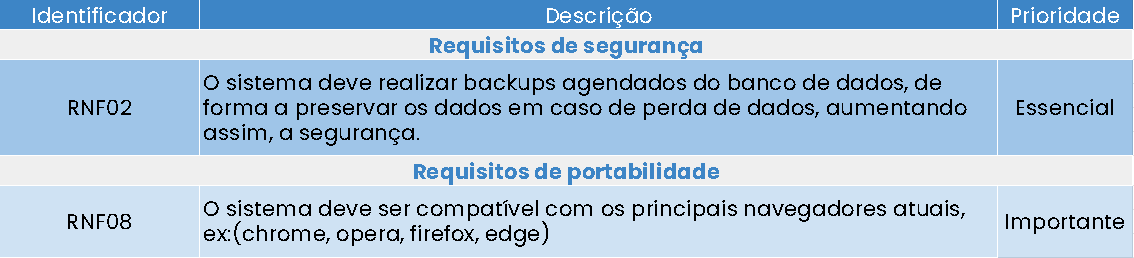 Identificador Descrição Prioridade
Requisitos de segurança
RNF02 O sistema deve realizar backups agendados do banco de dados, de
forma a preservar os dados em caso de perda de dados, aumentando
assim, a segurança.
Essencial
Requisitos de portabilidade
RNF08 O sistema deve ser compatível com os principais navegadores atuais,
ex:(chrome, opera, firefox, edge)
Importante